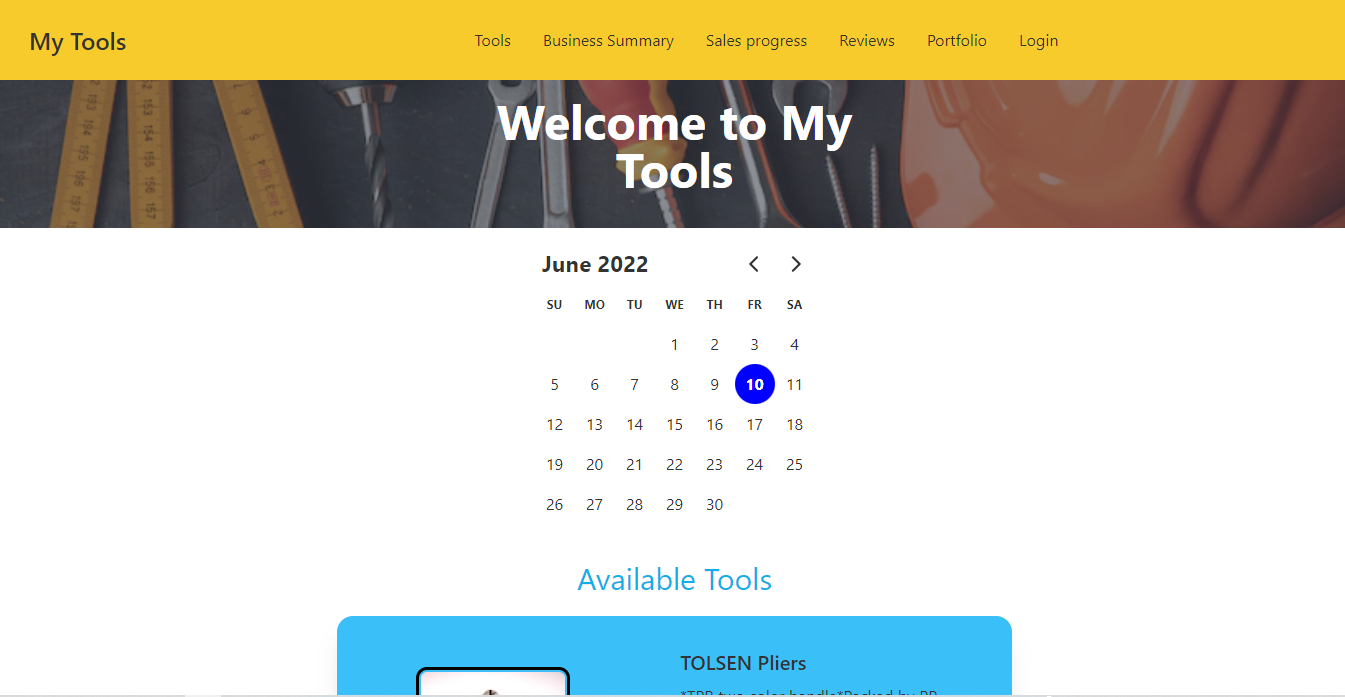 My Tools
Tools Business Summary Sales progress Reviews Portfolio Login
Welcome to My
Tools
June 2022
SU MO TU WE TH FR SA
1 2 3 4
5 6 7 8 9 10 11
12 13 14 15 16 17 18
19 20 21 22 23 24 25
26 27 28 29 30
Available Tools
TOLSEN Pliers